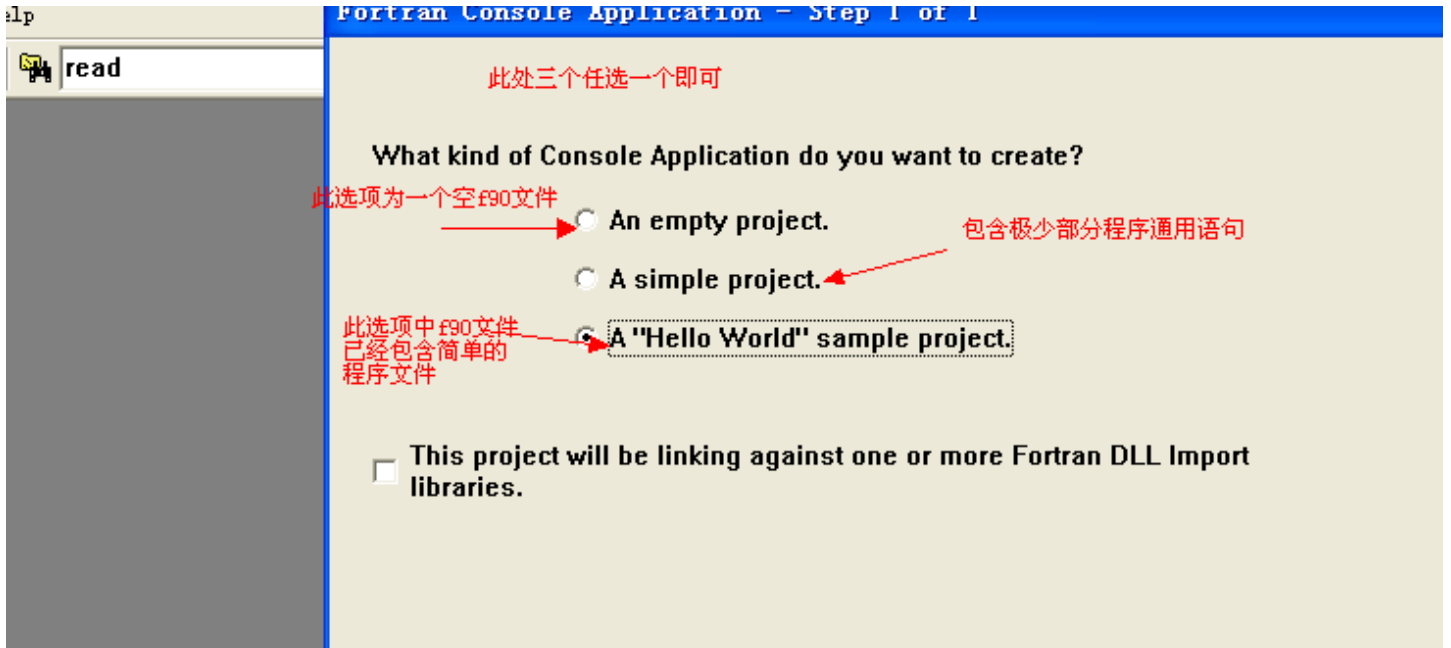 elp
Fortran Console Application - Step 1 of 1
read
此处三个任选一个即可
What kind of Console Application do you want to create?
此选项为一个空f90文件
An empty project.
包含极少部分程序通用语句
A simple project.
此选项中f90文件
已经包含简单的
程序文件
A "Hello World" sample project.
This project will be linking against one or more Fortran DLL Import
libraries.